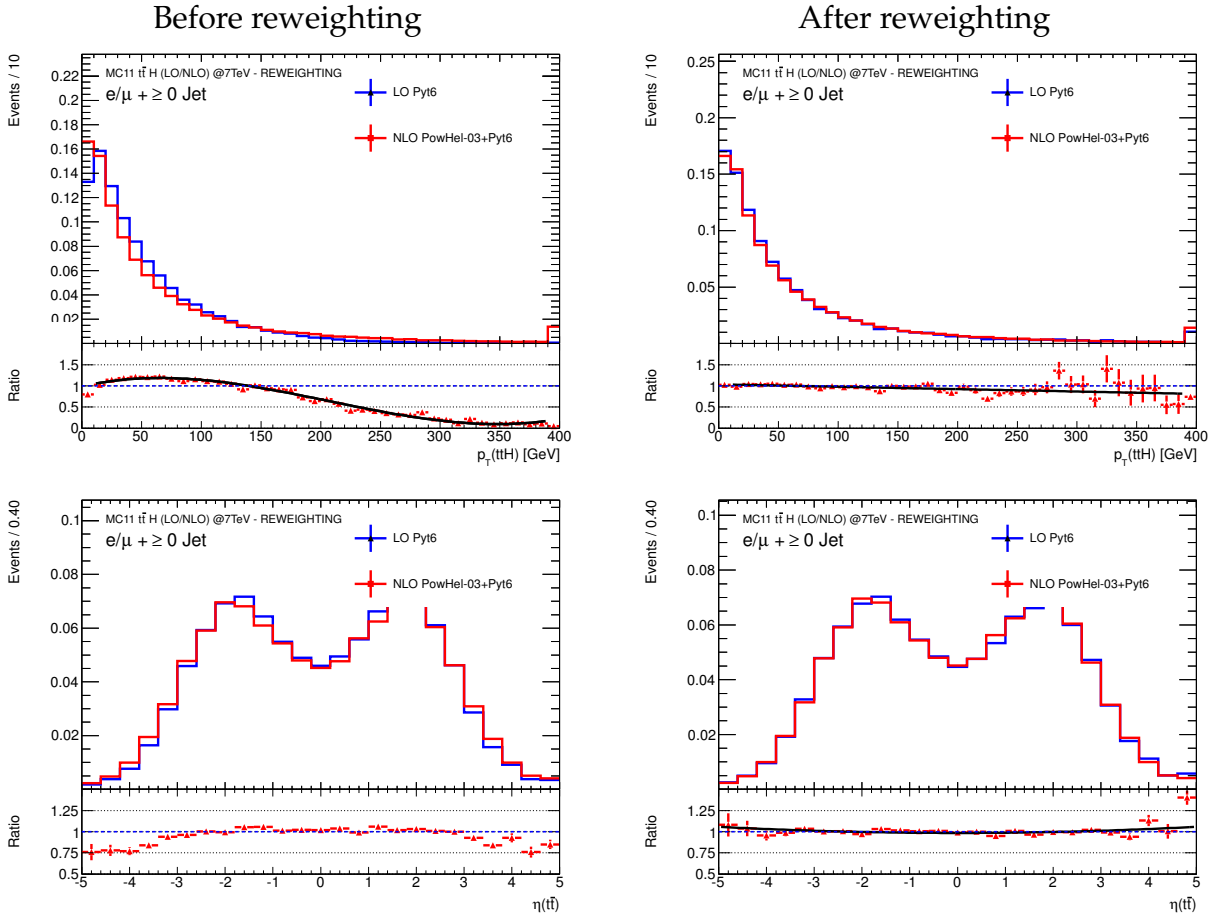 Before reweighting
After reweighting
Events / 10
0.22
0.2
0.18
0.16
0.14
0.12
0.1
0.08
0.06
0.04
0.02
MC11 tt̄ H (LO/NLO) @7TeV - REWEIGHTING
e/μ + ≥ 0 Jet
LO Pyt6
NLO PowHel-03+Pyt6
Ratio
1.5
1
0.5
0
0 50 100 150 200 250 300 350 400
p_T(ttH) [GeV]
Events / 10
0.25
0.2
0.15
0.1
0.05
MC11 tt̄ H (LO/NLO) @7TeV - REWEIGHTING
e/μ + ≥ 0 Jet
LO Pyt6
NLO PowHel-03+Pyt6
Ratio
1.5
1
0.5
0
0 50 100 150 200 250 300 350 400
p_T(ttH) [GeV]
Events / 0.40
0.1
0.08
0.06
0.04
0.02
MC11 tt̄ H (LO/NLO) @7TeV - REWEIGHTING
e/μ + ≥ 0 Jet
LO Pyt6
NLO PowHel-03+Pyt6
Ratio
1.25
1
0.75
0.5
-5 -4 -3 -2 -1 0 1 2 3 4 5
η(tt̄)
Events / 0.40
0.1
0.08
0.06
0.04
0.02
MC11 tt̄ H (LO/NLO) @7TeV - REWEIGHTING
e/μ + ≥ 0 Jet
LO Pyt6
NLO PowHel-03+Pyt6
Ratio
1.25
1
0.75
0.5
-5 -4 -3 -2 -1 0 1 2 3 4 5
η(tt̄)